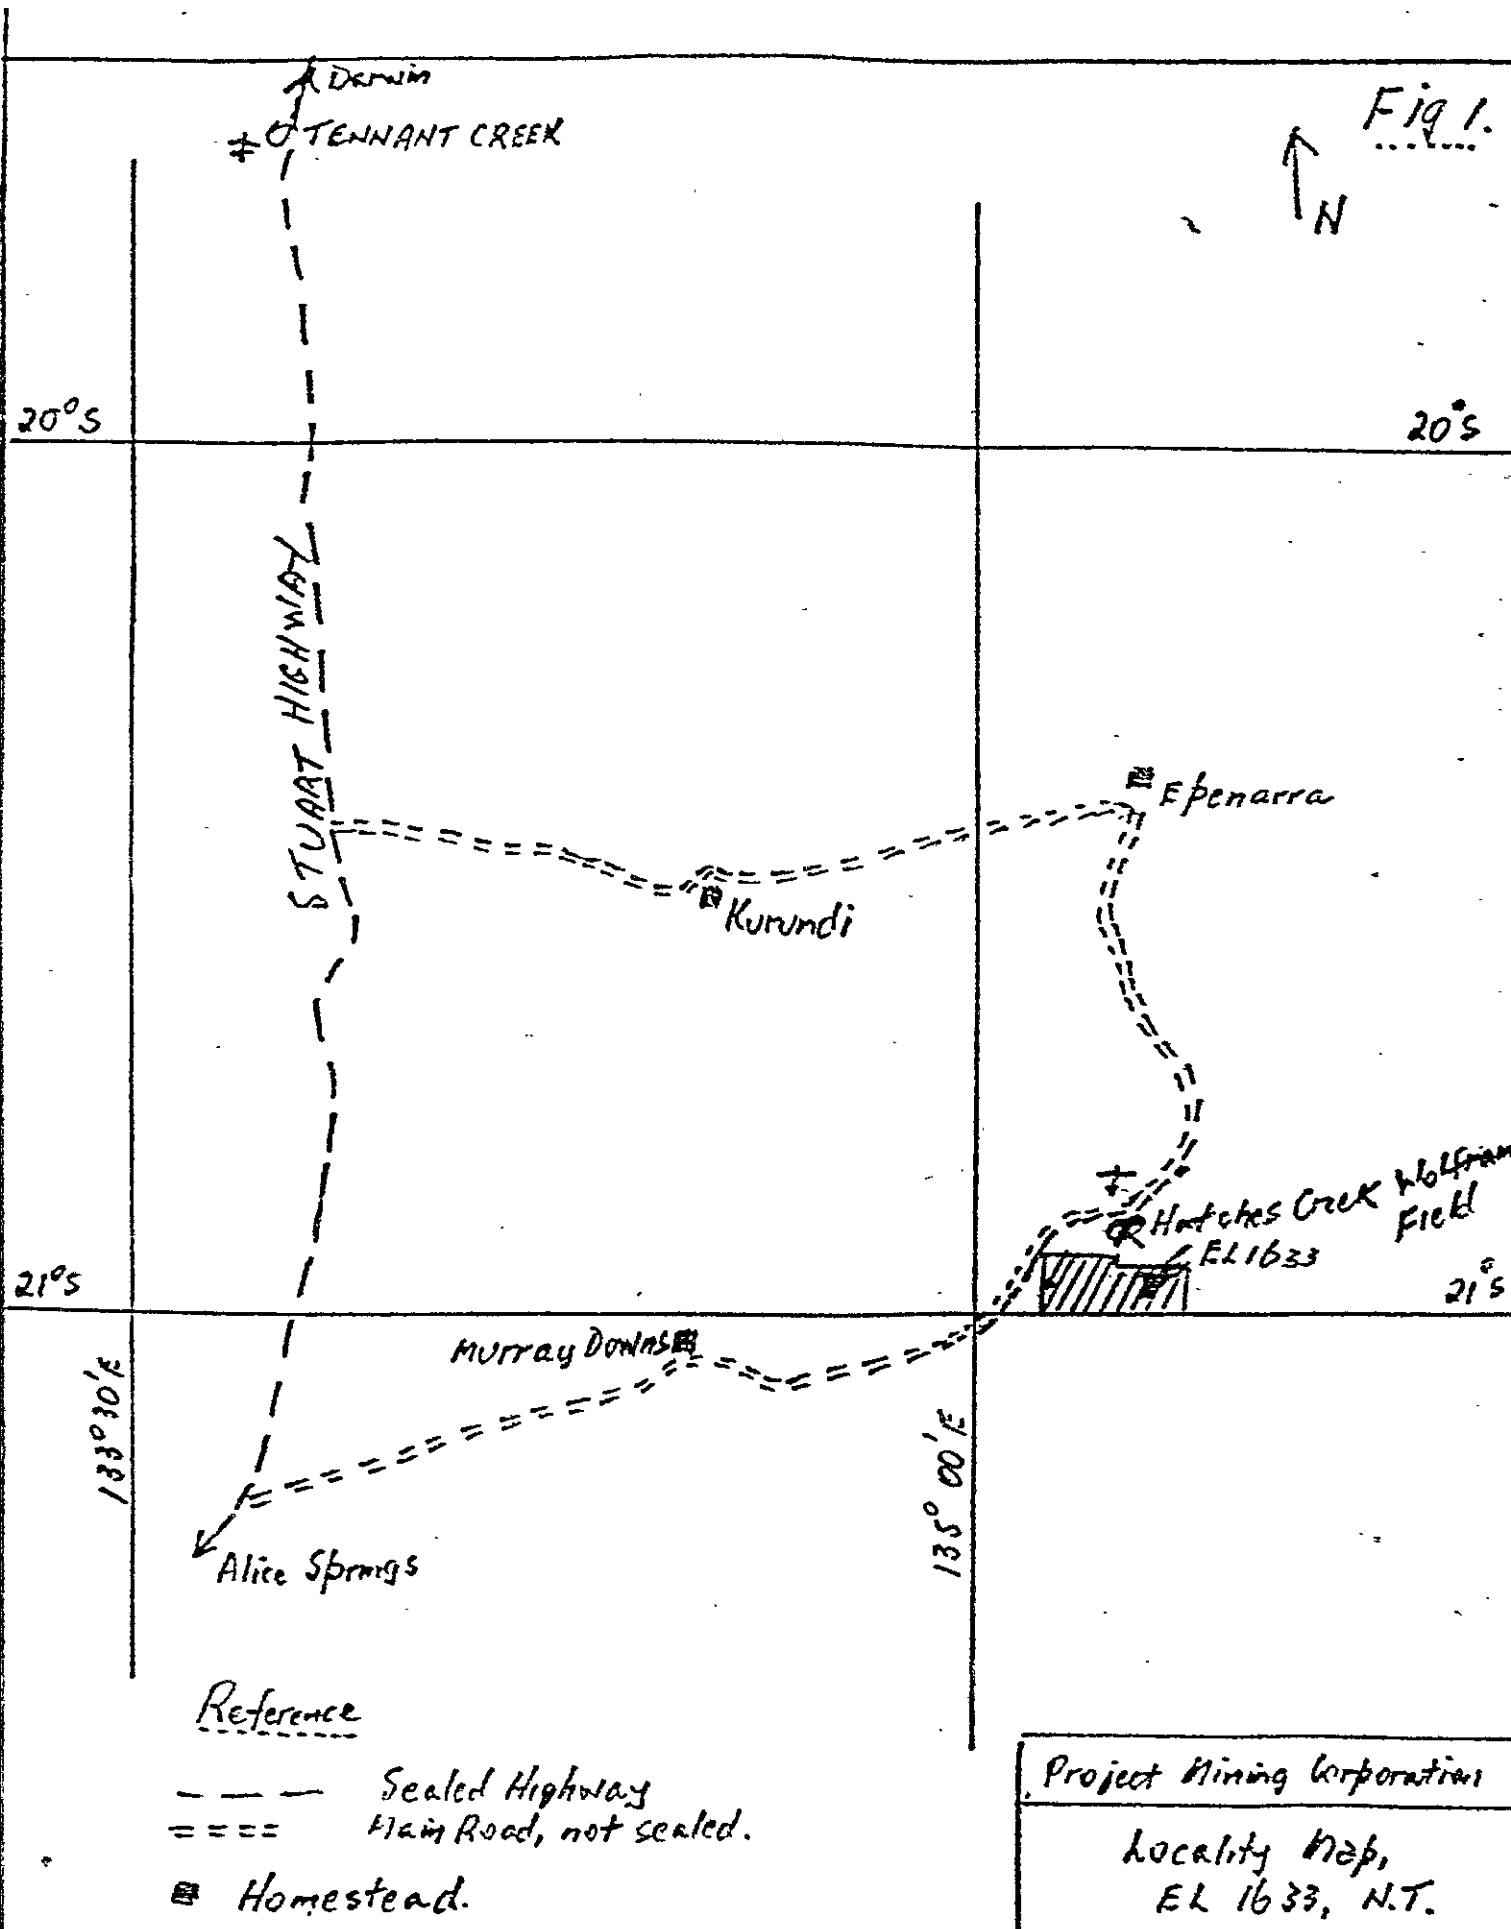 Darwin
TENNANT CREEK
Fig 1.
N
20°S
20°S
STUART HIGHWAY
Epenarra
Kurundi
Hatches Creek Wolfram
Field
EL 1633
21°S
21°S
Murray Downs
133°30'E
135°00'E
Alice Springs
Reference
Sealed Highway
Main Road, not sealed.
Homestead.
Project Mining Corporation
Locality Map,
EL 1633, N.T.